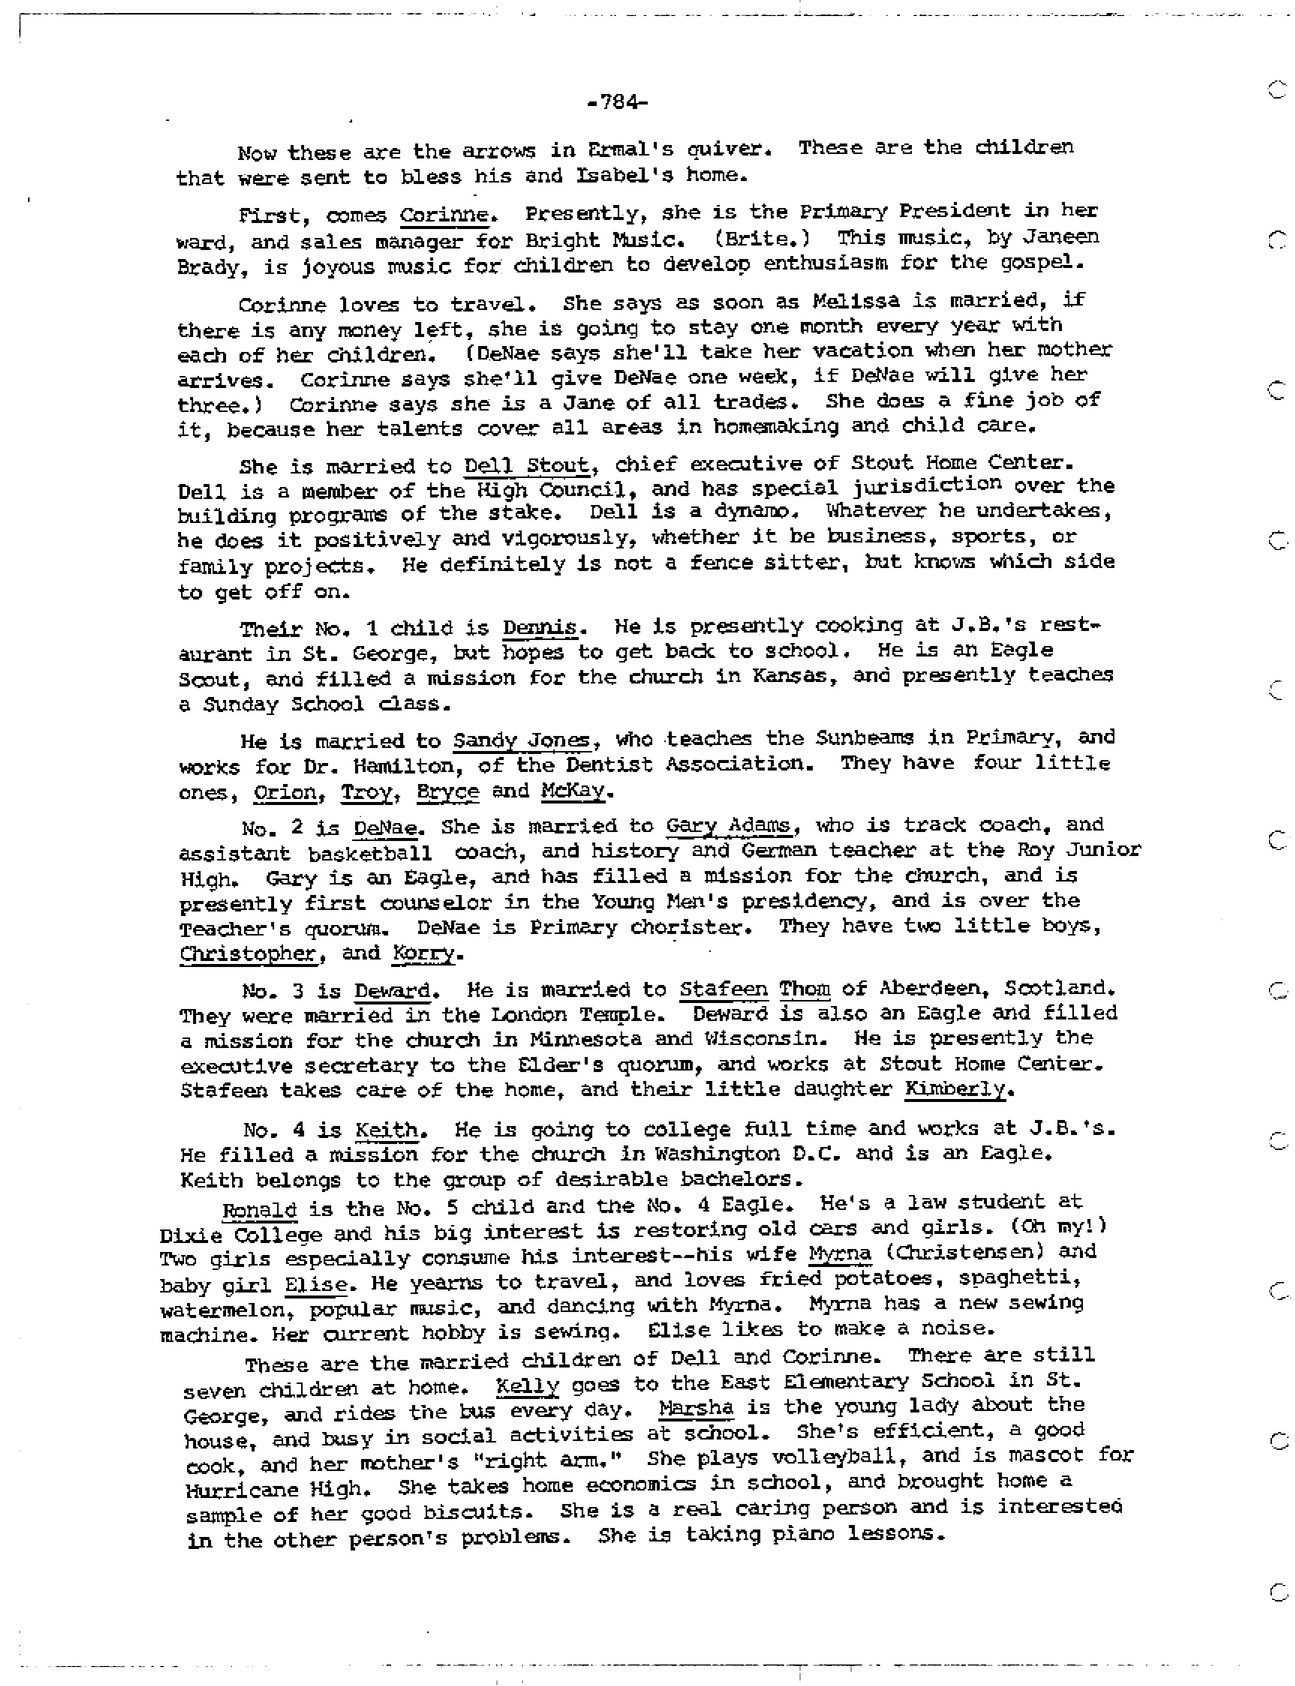 -784-
Now these are the arrows in Ermal's quiver. These are the children
that were sent to bless his and Isabel's home.
First, comes Corinne. Presently, she is the Primary President in her
ward, and sales manager for Bright Music. (Brite.) This music, by Janeen
Brady, is joyous music for children to develop enthusiasm for the gospel.
Corinne loves to travel. She says as soon as Melissa is married, if
there is any money left, she is going to stay one month every year with
each of her children. (DeNae says she'll take her vacation when her mother
arrives. Corinne says she'll give DeNae one week, if DeNae will give her
three.) Corinne says she is a Jane of all trades. She does a fine job of
it, because her talents cover all areas in homemaking and child care.
She is married to Dell Stout, chief executive of Stout Home Center.
Dell is a member of the High Council, and has special jurisdiction over the
building programs of the stake. Dell is a dynamo. Whatever he undertakes,
he does it positively and vigorously, whether it be business, sports, or
family projects. He definitely is not a fence sitter, but knows which side
to get off on.
Their No. 1 child is Dennis. He is presently cooking at J.B.'s rest-
aurant in St. George, but hopes to get back to school. He is an Eagle
Scout, and filled a mission for the church in Kansas, and presently teaches
a Sunday School class.
He is married to Sandy Jones, who teaches the Sunbeams in Primary, and
works for Dr. Hamilton, of the Dentist Association. They have four little
ones, Orion, Troy, Bryce and McKay.
No. 2 is DeNae. She is married to Gary Adams, who is track coach, and
assistant basketball coach, and history and German teacher at the Roy Junior
High. Gary is an Eagle, and has filled a mission for the church, and is
presently first counselor in the Young Men's presidency, and is over the
Teacher's quorum. DeNae is Primary chorister. They have two little boys,
Christopher, and Korry.
No. 3 is Deward. He is married to Stafeen Thom of Aberdeen, Scotland.
They were married in the London Temple. Deward is also an Eagle and filled
a mission for the church in Minnesota and Wisconsin. He is presently the
executive secretary to the Elder's quorum, and works at Stout Home Center.
Stafeen takes care of the home, and their little daughter Kimberly.
No. 4 is Keith. He is going to college full time and works at J.B.'s.
He filled a mission for the church in Washington D.C. and is an Eagle.
Keith belongs to the group of desirable bachelors.
Ronald is the No. 5 child and the No. 4 Eagle. He's a law student at
Dixie College and his big interest is restoring old cars and girls. (Oh my!)
Two girls especially consume his interest--his wife Myrna (Christensen) and
baby girl Elise. He yearns to travel, and loves fried potatoes, spaghetti,
watermelon, popular music, and dancing with Myrna. Myrna has a new sewing
machine. Her current hobby is sewing. Elise likes to make a noise.
These are the married children of Dell and Corinne. There are still
seven children at home. Kelly goes to the East Elementary School in St.
George, and rides the bus every day. Marsha is the young lady about the
house, and busy in social activities at school. She's efficient, a good
cook, and her mother's "right arm." She plays volleyball, and is mascot for
Hurricane High. She takes home economics in school, and brought home a
sample of her good biscuits. She is a real caring person and is interested
in the other person's problems. She is taking piano lessons.